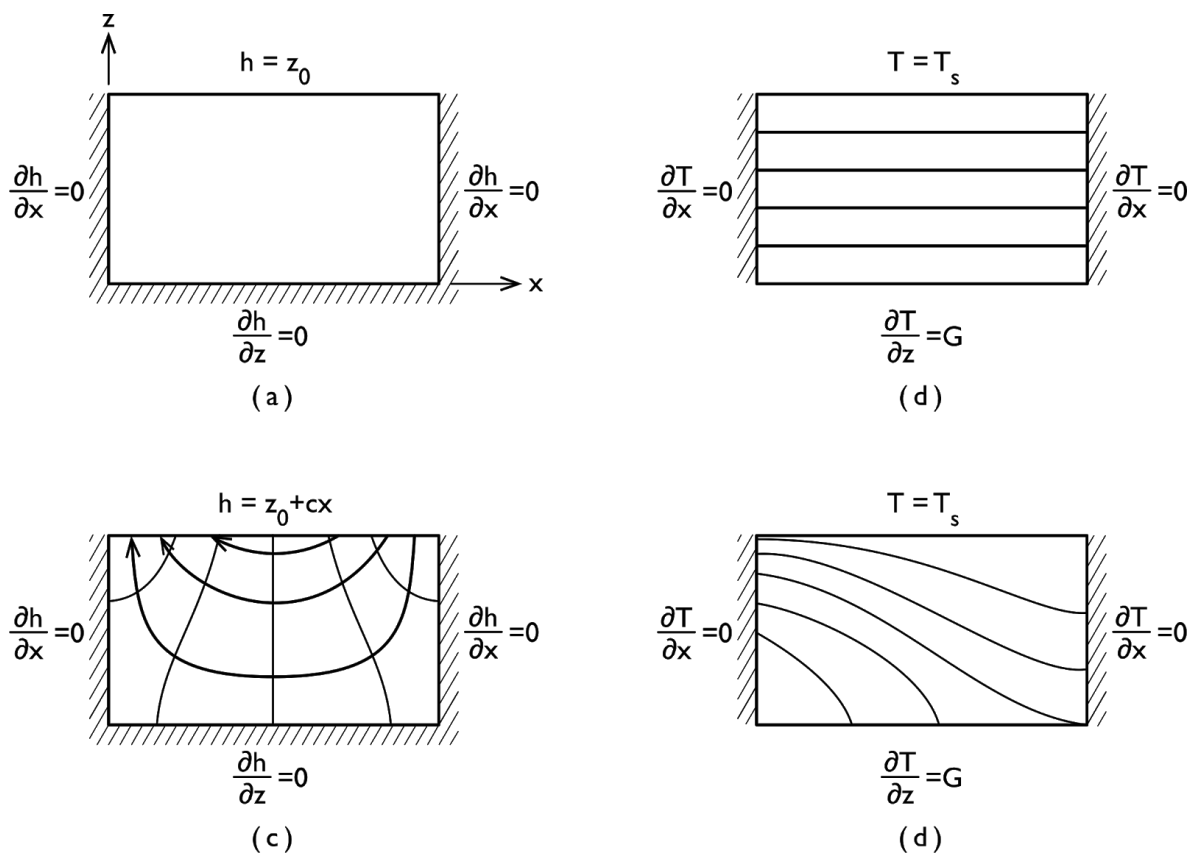 z
h = z₀
∂h/∂x =0
∂h/∂x =0
x
∂h/∂z =0
( a )
T = Tₛ
∂T/∂x =0
∂T/∂x =0
∂T/∂z =G
( d )
h = z₀+cx
∂h/∂x =0
∂h/∂x =0
∂h/∂z =0
( c )
T = Tₛ
∂T/∂x =0
∂T/∂x =0
∂T/∂z =G
( d )